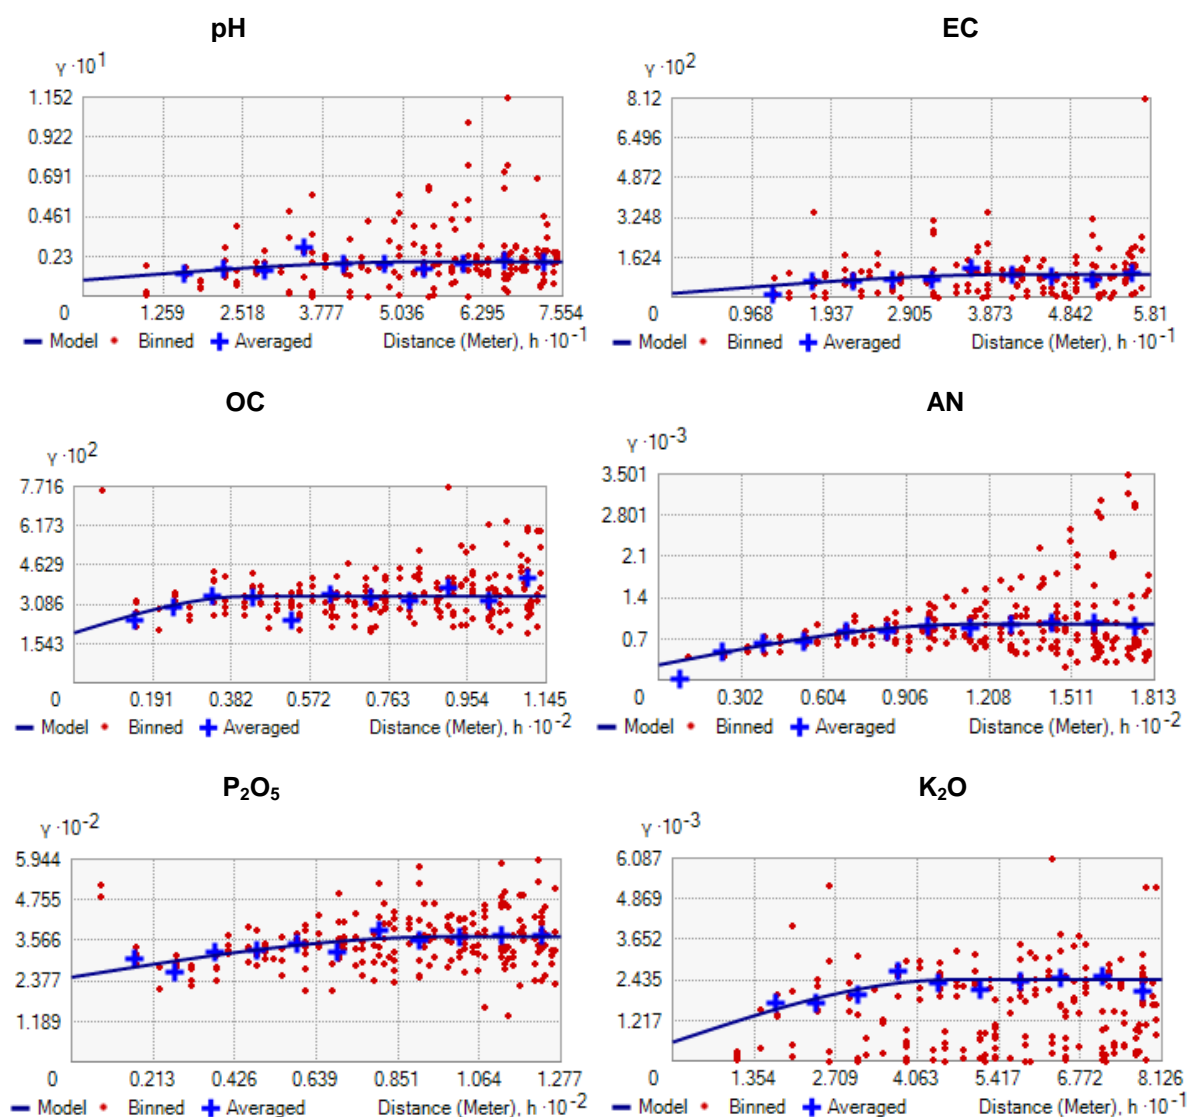 pH
γ ·10¹
1.152
0.922
0.691
0.461
0.23
0 1.259 2.518 3.777 5.036 6.295 7.554
Model Binned Averaged Distance (Meter), h ·10⁻¹
EC
γ ·10²
8.12
6.496
4.872
3.248
1.624
0 0.968 1.937 2.905 3.873 4.842 5.81
Model Binned Averaged Distance (Meter), h ·10⁻¹
OC
γ ·10²
7.716
6.173
4.629
3.086
1.543
0 0.191 0.382 0.572 0.763 0.954 1.145
Model Binned Averaged Distance (Meter), h ·10⁻²
AN
γ ·10⁻³
3.501
2.801
2.1
1.4
0.7
0 0.302 0.604 0.906 1.208 1.511 1.813
Model Binned Averaged Distance (Meter), h ·10⁻²
P₂O₅
γ ·10⁻²
5.944
4.755
3.566
2.377
1.189
0 0.213 0.426 0.639 0.851 1.064 1.277
Model Binned Averaged Distance (Meter), h ·10⁻²
K₂O
γ ·10⁻³
6.087
4.869
3.652
2.435
1.217
0 1.354 2.709 4.063 5.417 6.772 8.126
Model Binned Averaged Distance (Meter), h ·10⁻¹